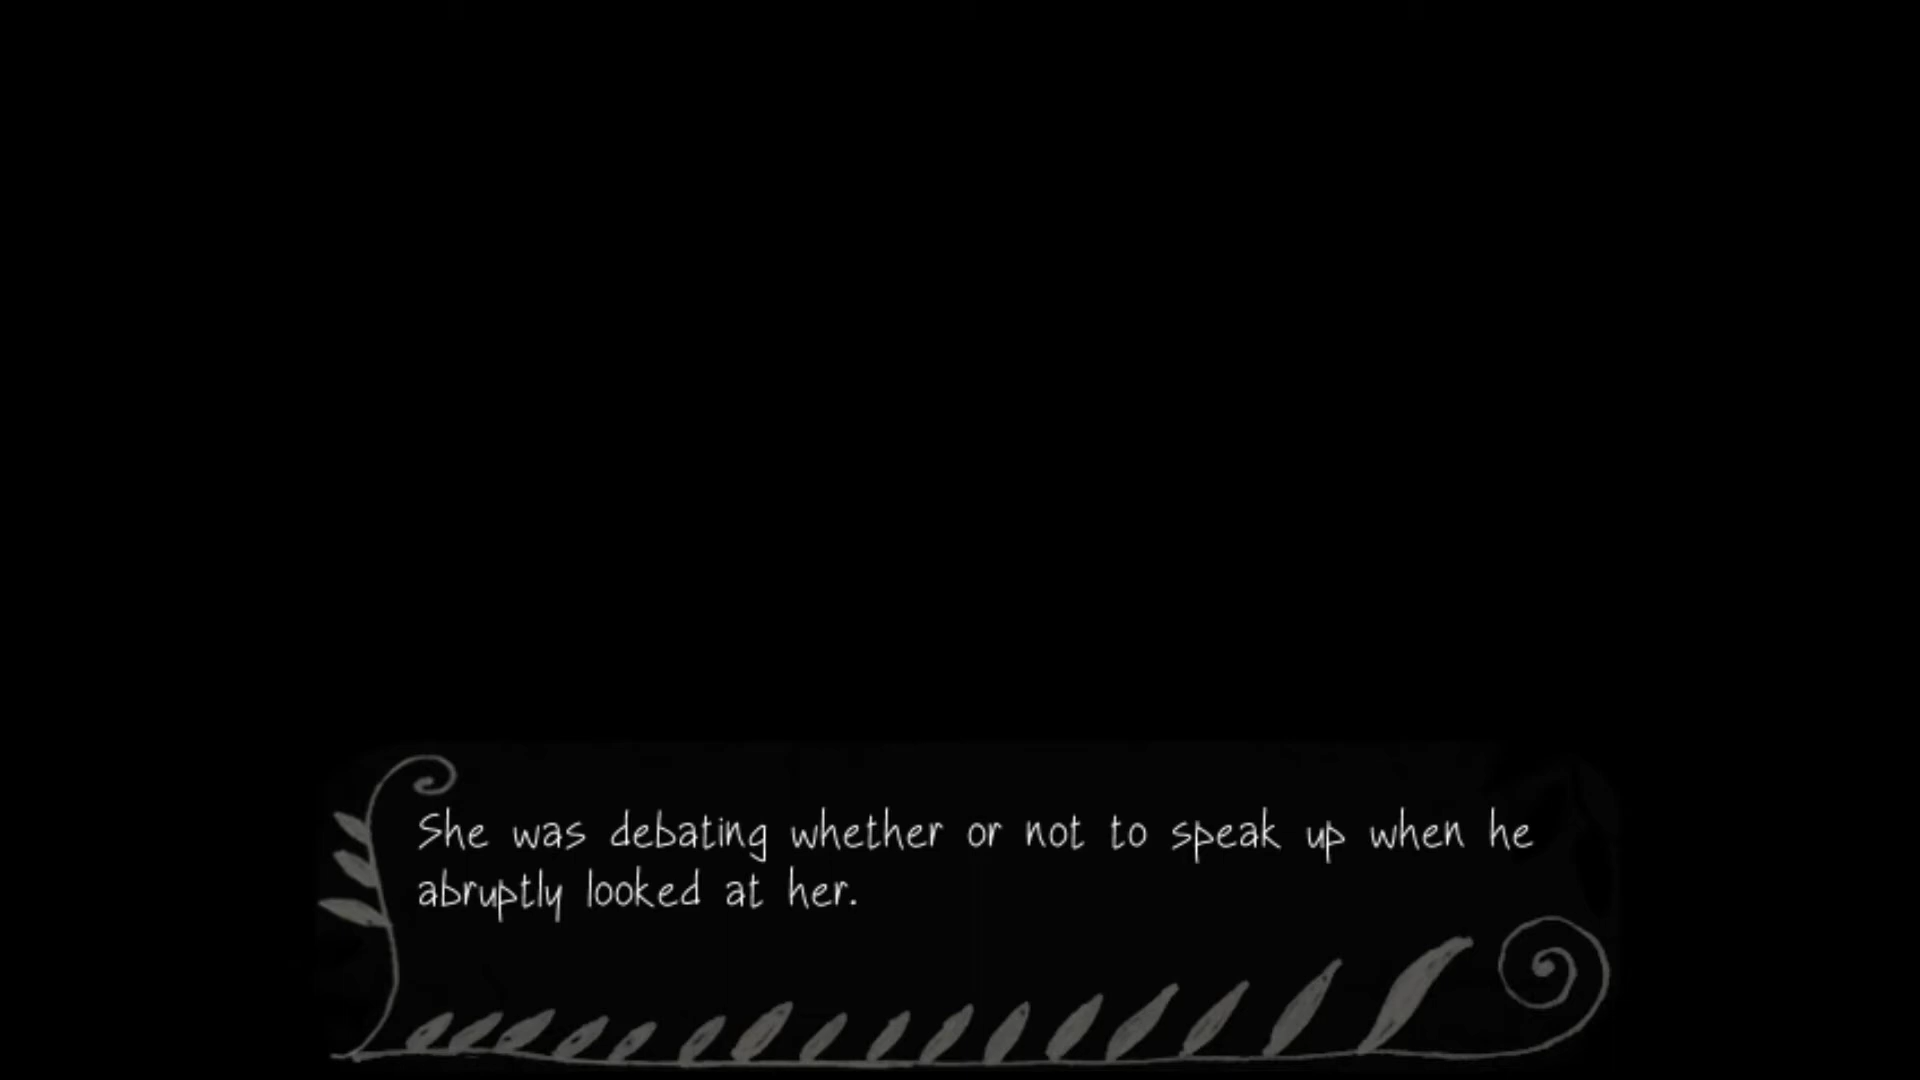 She was debating whether or not to speak up when he
abruptly looked at her.